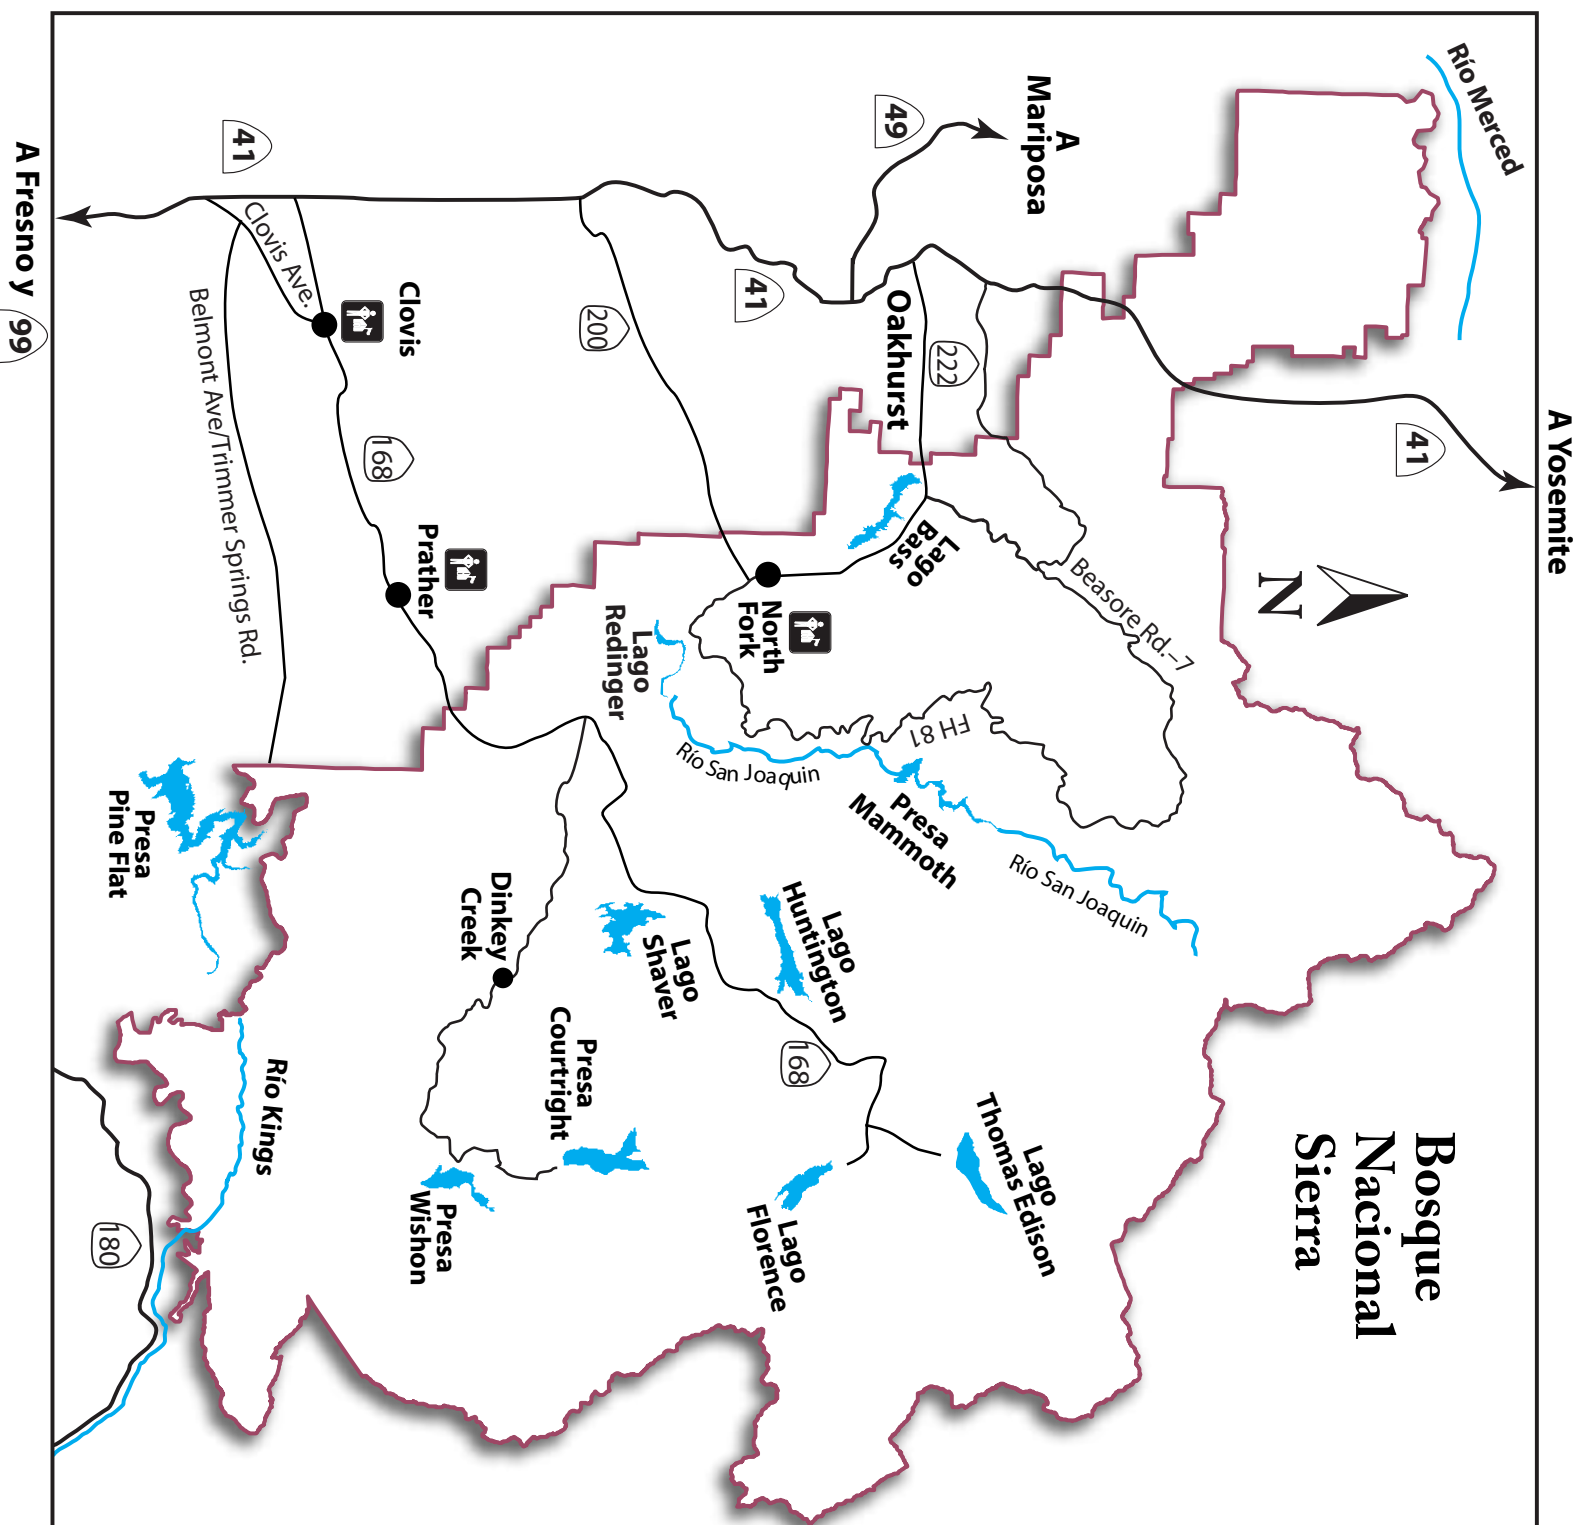 A Yosemite
Río Merced
41
N
Bosque
Nacional
Sierra
A
Mariposa
49
41
Oakhurst
222
Lago
Bass
Beasore Rd.–7
FH 81
Río San Joaquin
Presa
Mammoth
Río San Joaquin
North
Fork
Lago
Redinger
200
Lago
Huntington
Lago
Shaver
168
Lago
Thomas Edison
Lago
Florence
Presa
Courtright
Presa
Wishon
Dinkey
Creek
Clovis
Clovis Ave.
168
Prather
Belmont Ave/Trimmer Springs Rd.
41
Presa
Pine Flat
Río Kings
180
A Fresno y
99